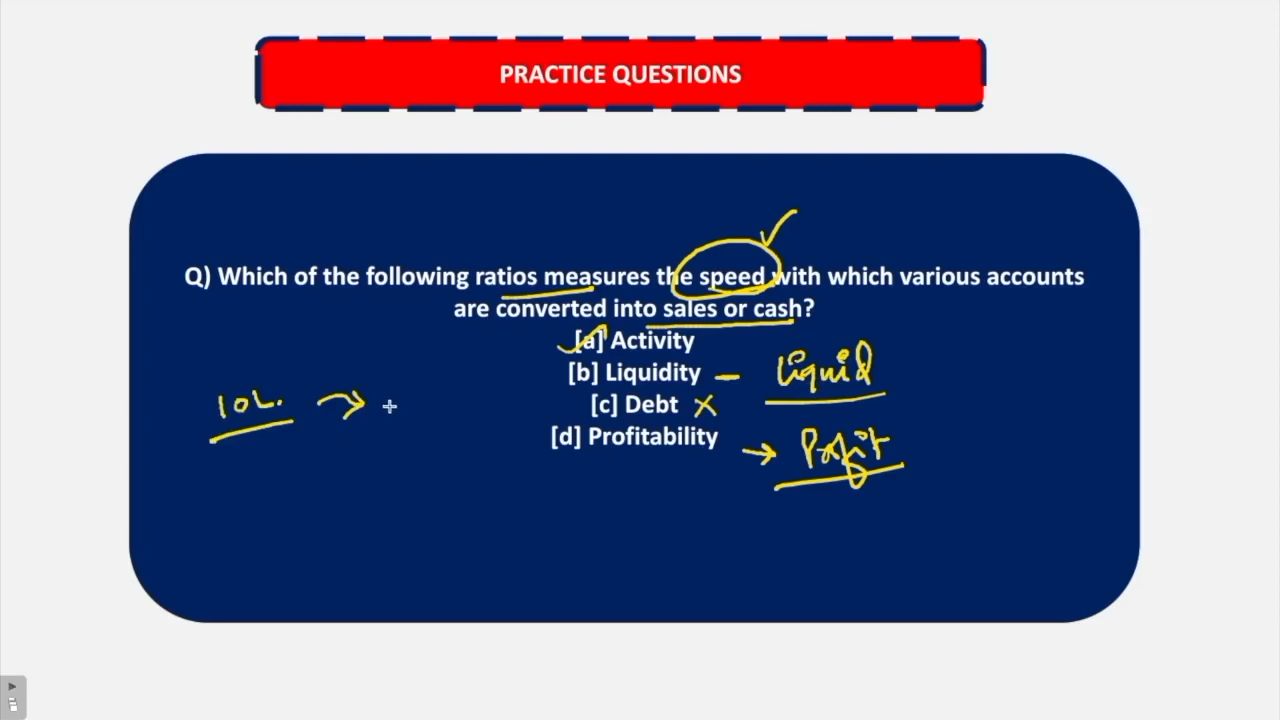 PRACTICE QUESTIONS
Q) Which of the following ratios measures the speed with which various accounts
are converted into sales or cash?
[a] Activity
[b] Liquidity – Liquid
[c] Debt X
[d] Profitability → Profit
10L. →